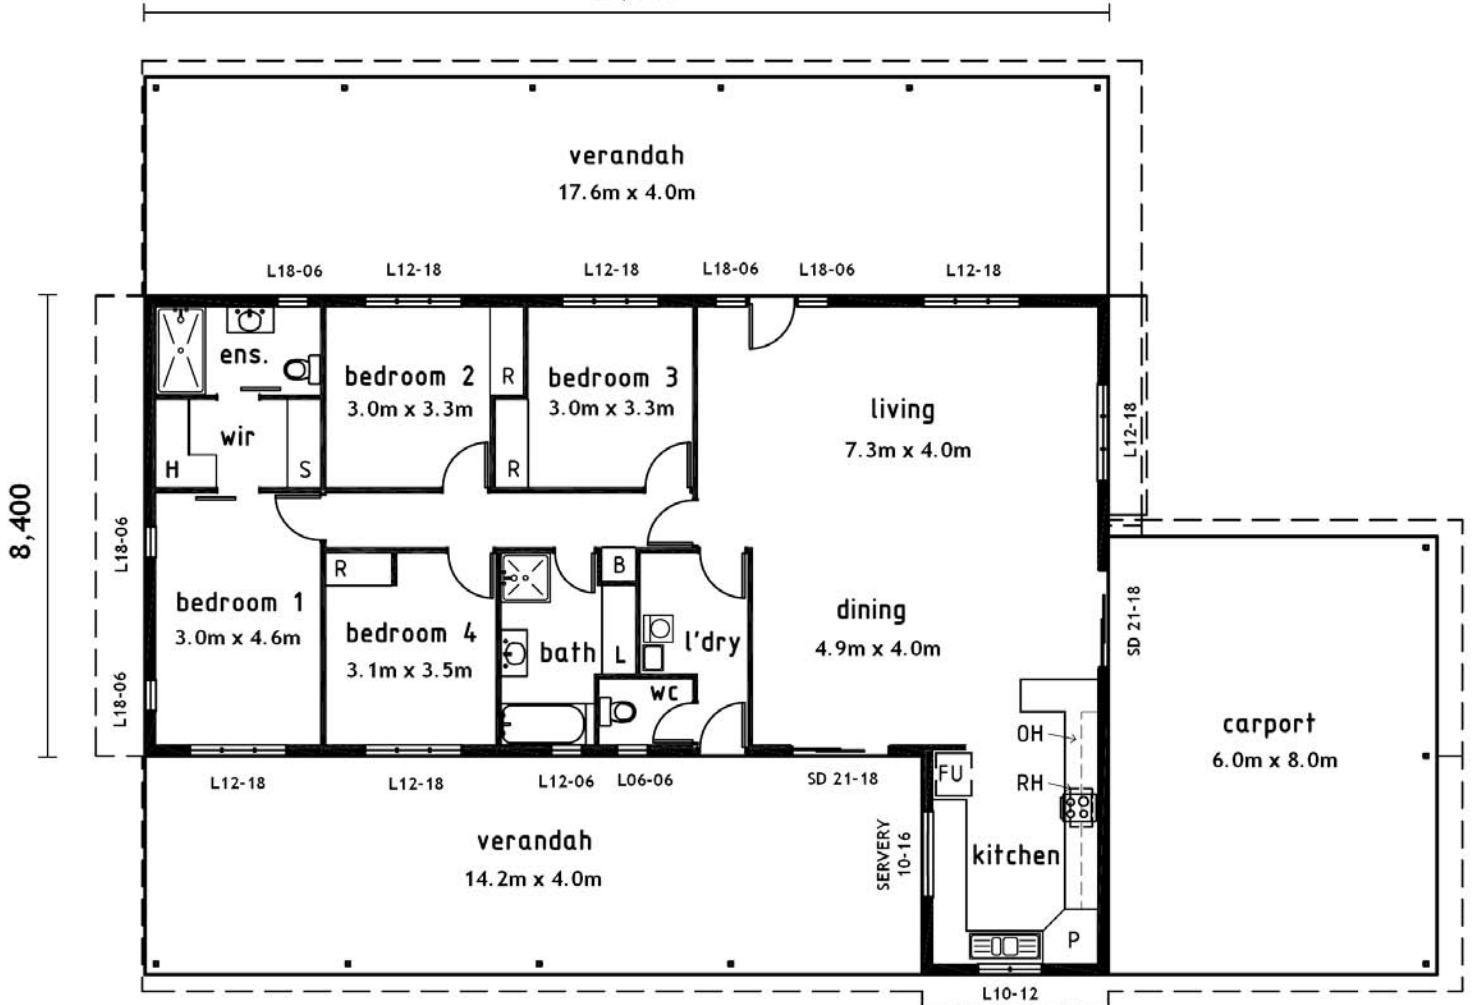 verandah
17.6m x 4.0m
L18-06
L12-18
L12-18
L18-06
L18-06
L12-18
ens.
bedroom 2
3.0m x 3.3m
R
bedroom 3
3.0m x 3.3m
living
7.3m x 4.0m
L12-18
wir
H
S
R
8,400
L18-06
R
B
bedroom 1
3.0m x 4.6m
bedroom 4
3.1m x 3.5m
bath
L
l'dry
wc
dining
4.9m x 4.0m
SD 21-18
L18-06
carport
6.0m x 8.0m
OH
RH
FU
L12-18
L12-18
L12-06
L06-06
SD 21-18
verandah
14.2m x 4.0m
SERVERY
10-16
kitchen
P
L10-12